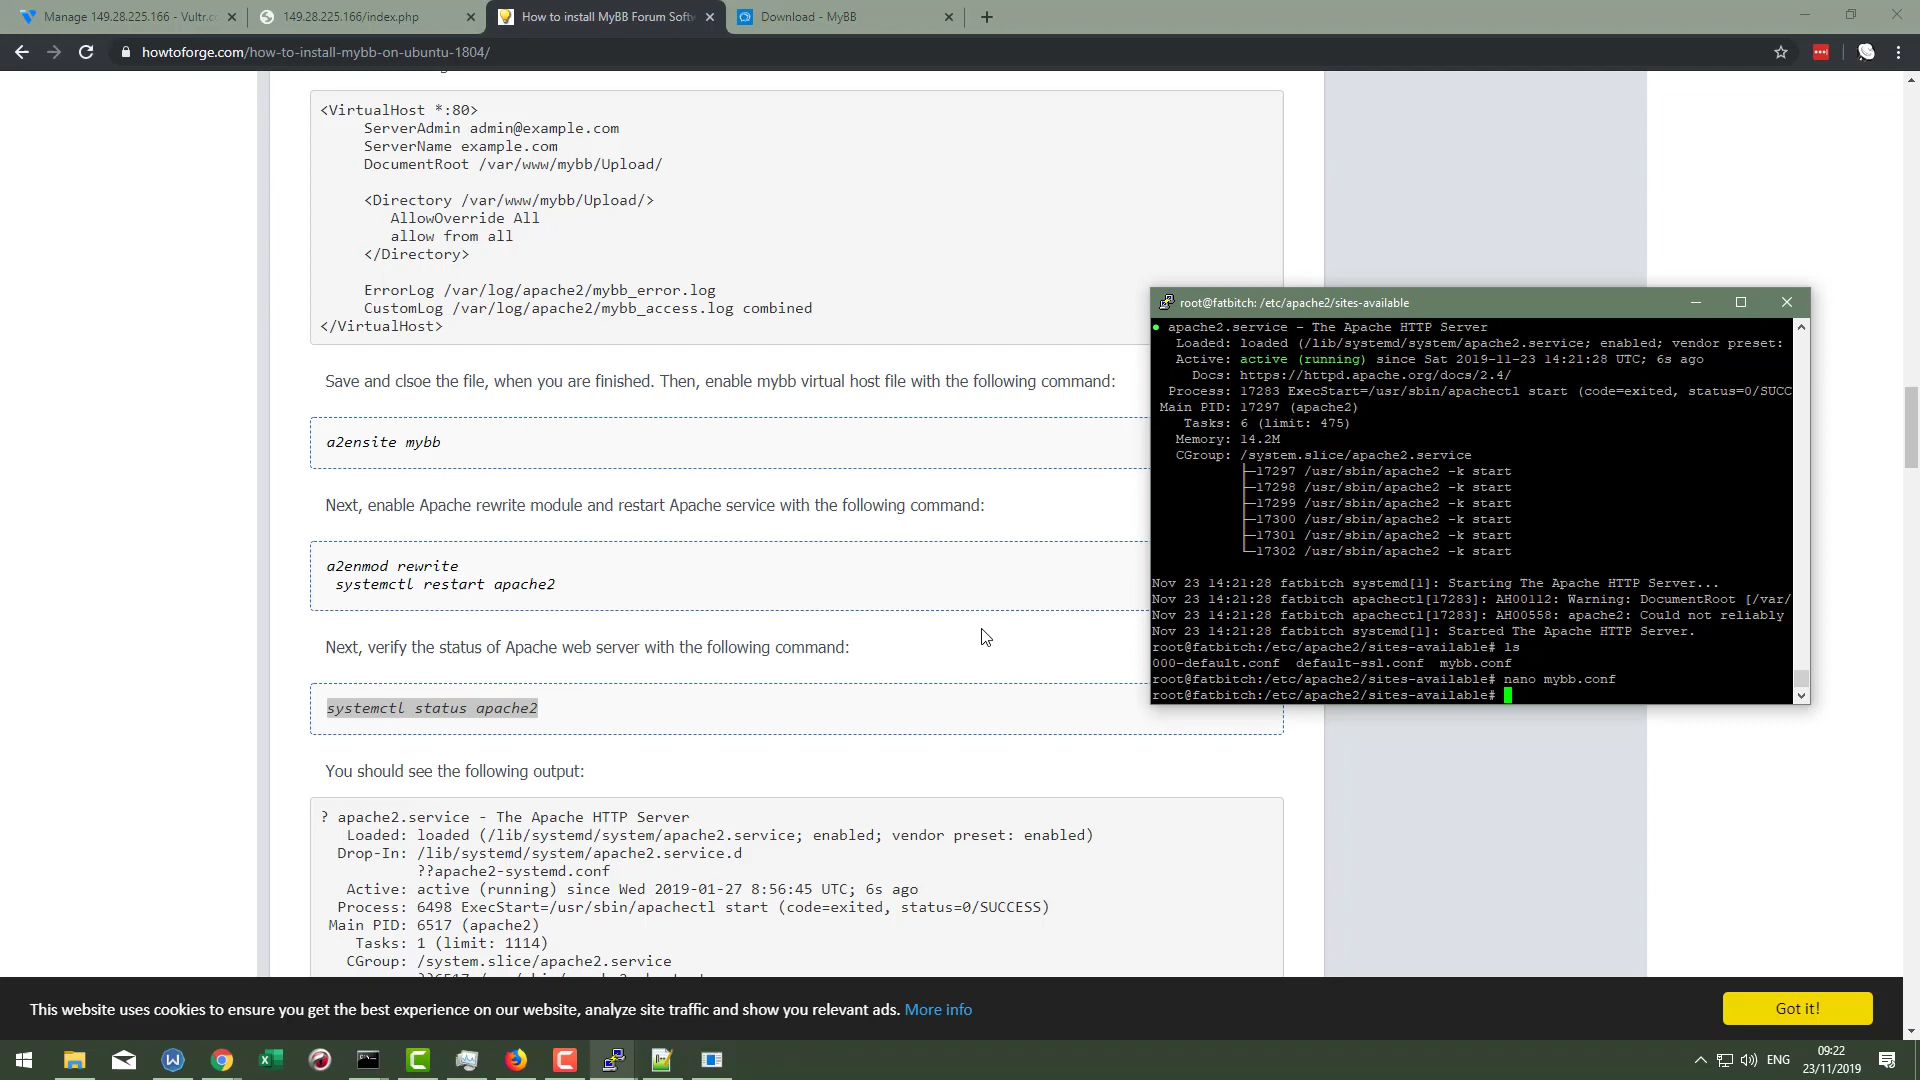 Manage 149.28.225.166 - Vultr.c
149.28.225.166/index.php
How to install MyBB Forum Softw
Download - MyBB
howtoforge.com/how-to-install-mybb-on-ubuntu-1804/
<VirtualHost *:80>
ServerAdmin admin@example.com
ServerName example.com
DocumentRoot /var/www/mybb/Upload/
<Directory /var/www/mybb/Upload/>
AllowOverride All
allow from all
</Directory>
ErrorLog /var/log/apache2/mybb_error.log
CustomLog /var/log/apache2/mybb_access.log combined
</VirtualHost>
Save and clsoe the file, when you are finished. Then, enable mybb virtual host file with the following command:
a2ensite mybb
Next, enable Apache rewrite module and restart Apache service with the following command:
a2enmod rewrite
systemctl restart apache2
Next, verify the status of Apache web server with the following command:
systemctl status apache2
You should see the following output:
? apache2.service - The Apache HTTP Server
Loaded: loaded (/lib/systemd/system/apache2.service; enabled; vendor preset: enabled)
Drop-In: /lib/systemd/system/apache2.service.d
??apache2-systemd.conf
Active: active (running) since Wed 2019-01-27 8:56:45 UTC; 6s ago
Process: 6498 ExecStart=/usr/sbin/apachectl start (code=exited, status=0/SUCCESS)
Main PID: 6517 (apache2)
Tasks: 1 (limit: 1114)
CGroup: /system.slice/apache2.service
root@fatbitch: /etc/apache2/sites-available
● apache2.service - The Apache HTTP Server
Loaded: loaded (/lib/systemd/system/apache2.service; enabled; vendor preset:
Active: active (running) since Sat 2019-11-23 14:21:28 UTC; 6s ago
Docs: https://httpd.apache.org/docs/2.4/
Process: 17283 ExecStart=/usr/sbin/apachectl start (code=exited, status=0/SUCC
Main PID: 17297 (apache2)
Tasks: 6 (limit: 475)
Memory: 14.2M
CGroup: /system.slice/apache2.service
├─17297 /usr/sbin/apache2 -k start
├─17298 /usr/sbin/apache2 -k start
├─17299 /usr/sbin/apache2 -k start
├─17300 /usr/sbin/apache2 -k start
├─17301 /usr/sbin/apache2 -k start
└─17302 /usr/sbin/apache2 -k start
Nov 23 14:21:28 fatbitch systemd[1]: Starting The Apache HTTP Server...
Nov 23 14:21:28 fatbitch apachectl[17283]: AH00112: Warning: DocumentRoot [/var/
Nov 23 14:21:28 fatbitch apachectl[17283]: AH00558: apache2: Could not reliably
Nov 23 14:21:28 fatbitch systemd[1]: Started The Apache HTTP Server.
root@fatbitch:/etc/apache2/sites-available# ls
000-default.conf default-ssl.conf mybb.conf
root@fatbitch:/etc/apache2/sites-available# nano mybb.conf
root@fatbitch:/etc/apache2/sites-available#
This website uses cookies to ensure you get the best experience on our website, analyze site traffic and show you relevant ads. More info
Got it!
ENG
09:22
23/11/2019